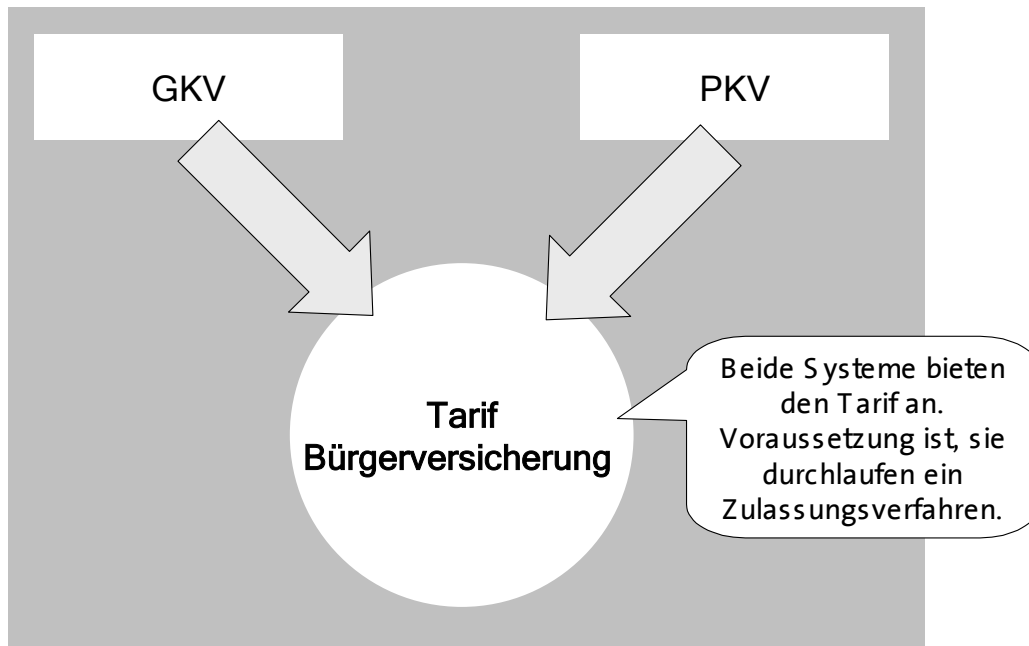 GKV
PKV
Tarif
Bürgerversicherung
Beide Systeme bieten
den Tarif an.
Voraussetzung ist, sie
durchlaufen ein
Zulassungsverfahren.